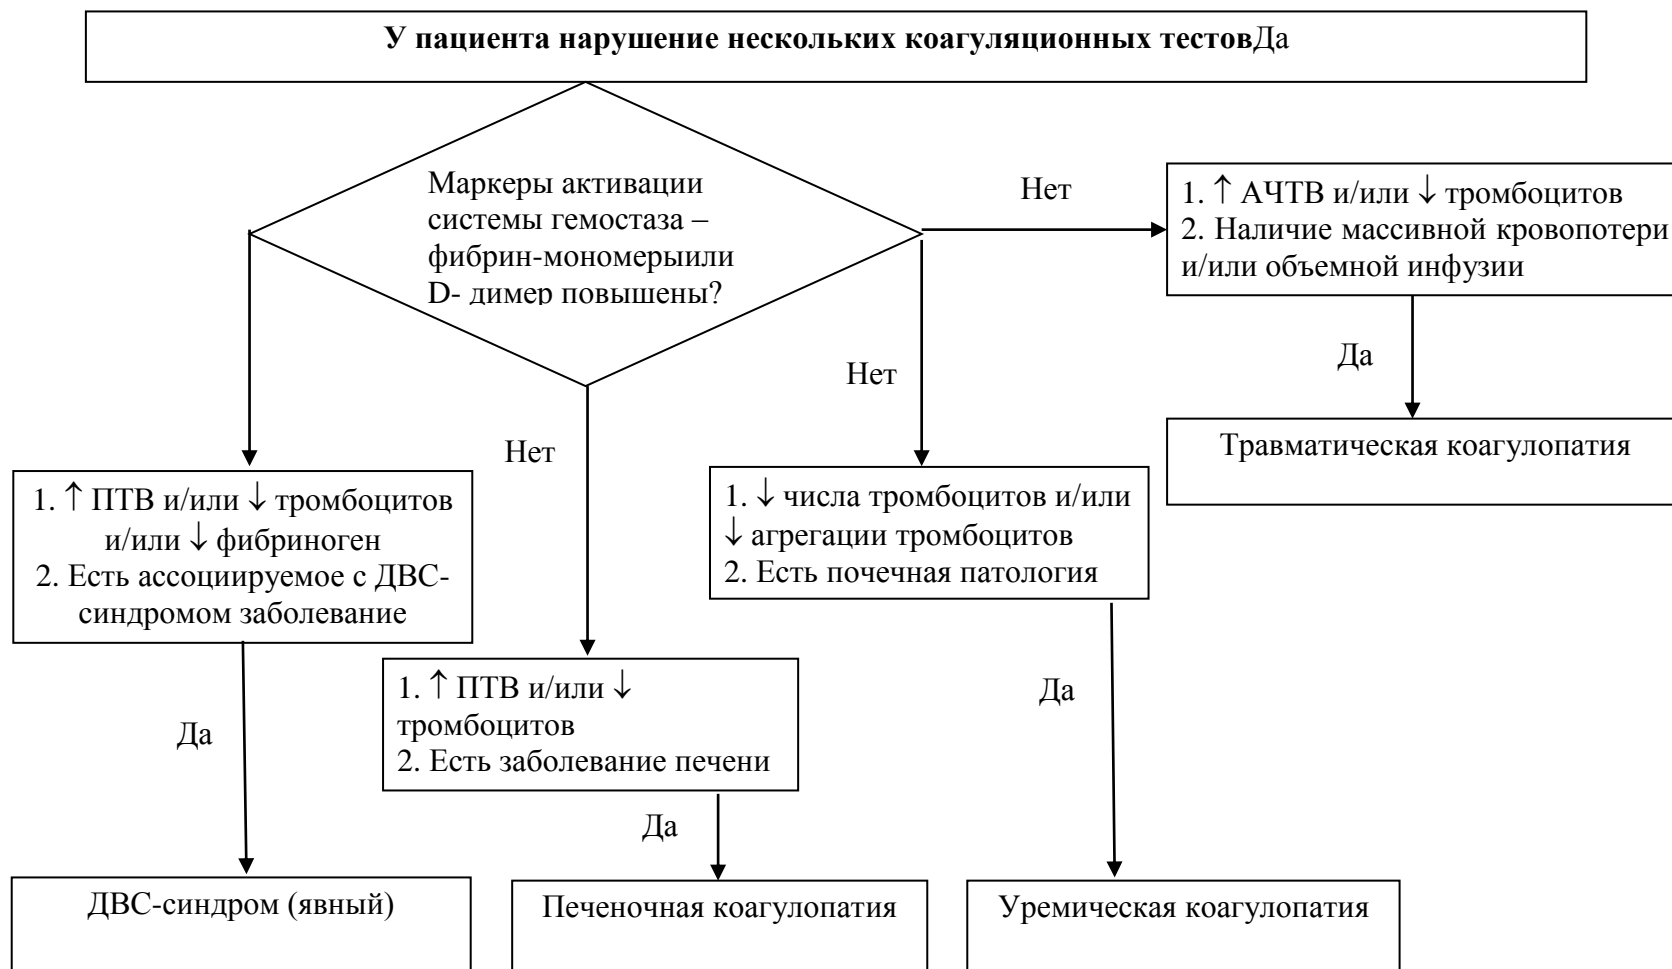 У пациента нарушение нескольких коагуляционных тестовДа
Маркеры активации
системы гемостаза –
фибрин-мономерыили
D- димер повышены?
Нет
1. ↑ АЧТВ и/или ↓ тромбоцитов
2. Наличие массивной кровопотери
и/или объемной инфузии
Да
Травматическая коагулопатия
Нет
Нет
1. ↑ ПТВ и/или ↓ тромбоцитов
и/или ↓ фибриноген
2. Есть ассоциируемое с ДВС-
синдромом заболевание
1. ↓ числа тромбоцитов и/или
↓ агрегации тромбоцитов
2. Есть почечная патология
1. ↑ ПТВ и/или ↓
тромбоцитов
2. Есть заболевание печени
Да
Да
Да
ДВС-синдром (явный)
Печеночная коагулопатия
Уремическая коагулопатия